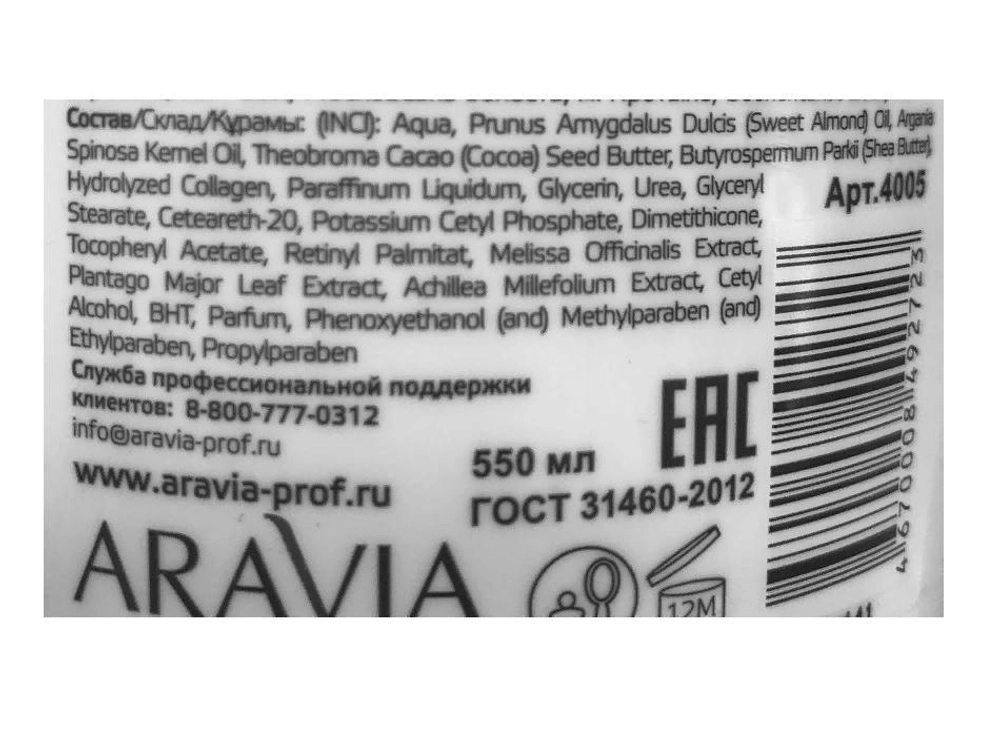 Состав/Склад/Құрамы: (INCI): Aqua, Prunus Amygdalus Dulcis (Sweet Almond) Oil, Argania
Spinosa Kernel Oil, Theobroma Cacao (Cocoa) Seed Butter, Butyrospermum Parkii (Shea Butter),
Hydrolyzed Collagen, Paraffinum Liquidum, Glycerin, Urea, Glyceryl
Stearate, Ceteareth-20, Potassium Cetyl Phosphate, Dimetithicone,
Tocopheryl Acetate, Retinyl Palmitat, Melissa Officinalis Extract,
Plantago Major Leaf Extract, Achillea Millefolium Extract, Cetyl
Alcohol, BHT, Parfum, Phenoxyethanol (and) Methylparaben (and)
Ethylparaben, Propylparaben
Арт.4005
Служба профессиональной поддержки
клиентов: 8-800-777-0312
info@aravia-prof.ru
www.aravia-prof.ru
550 мл
ГОСТ 31460-2012
EAC
ARAVIA
12M
4 670008 492723